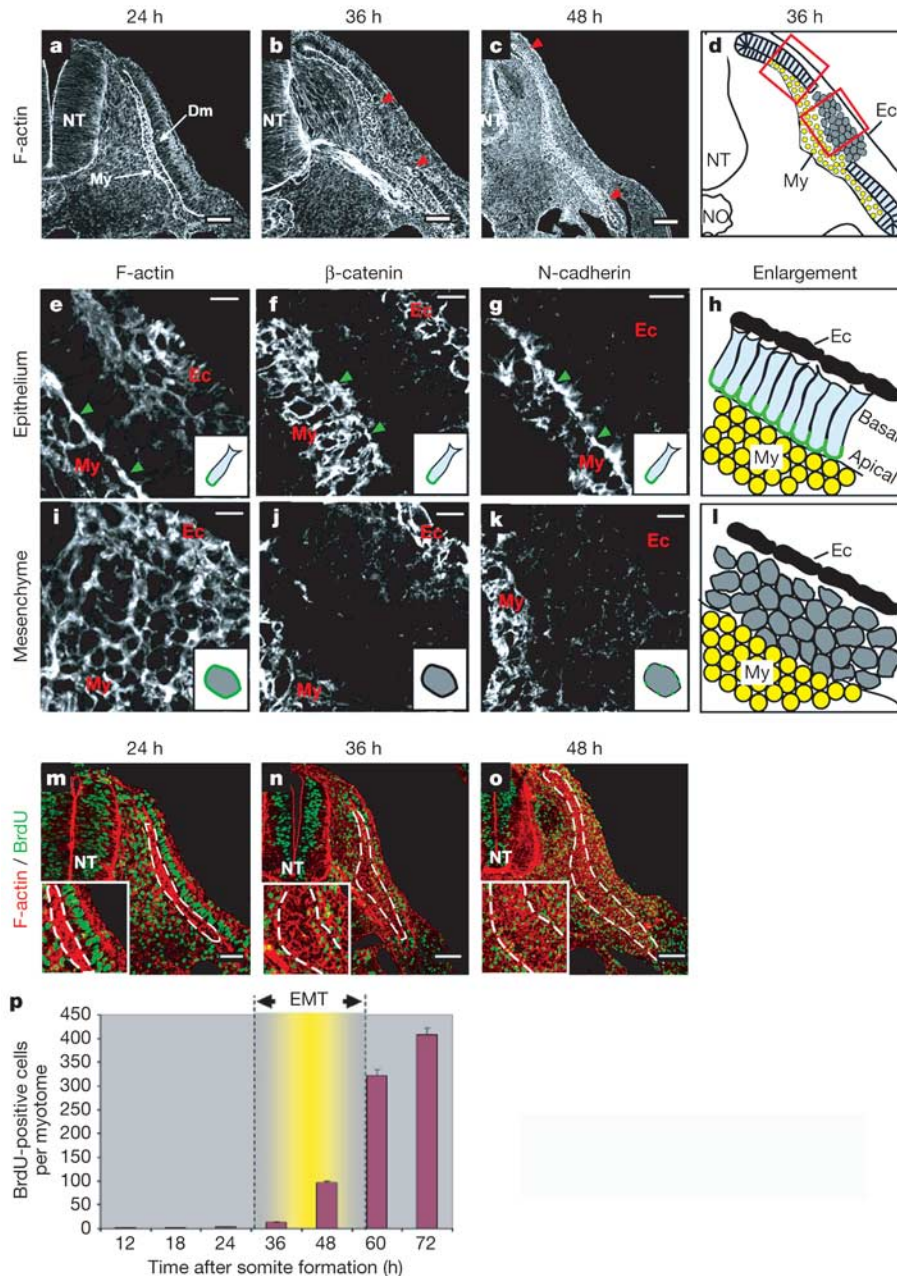 24 h 36 h 48 h 36 h
F-actin
a NT Dm My
b
c NT
d Ec My NT NO
F-actin β-catenin N-cadherin Enlargement
Epithelium
e Ec My
f Ec My
g Ec My
h Ec Basal Apical My
Mesenchyme
i Ec My
j Ec My
k Ec My
l Ec My
24 h 36 h 48 h
F-actin / BrdU
m NT
n NT
o NT
p
EMT
BrdU-positive cells
per myotome
450
400
350
300
250
200
150
100
50
0
12 18 24 36 48 60 72
Time after somite formation (h)